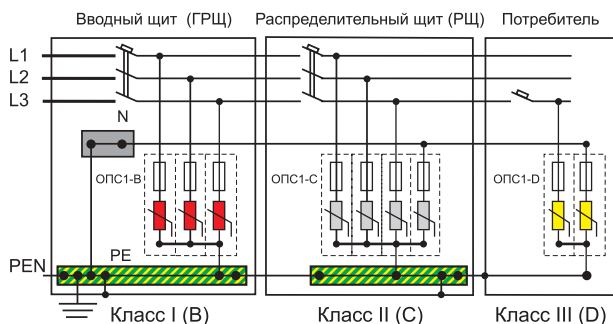 Вводный щит (ГРЩ)
Распределительный щит (РЩ)
Потребитель
L1
L2
L3
N
ОПС1-В
ОПС1-С
ОПС1-D
PE
PEN
Класс I (B)
Класс II (C)
Класс III (D)